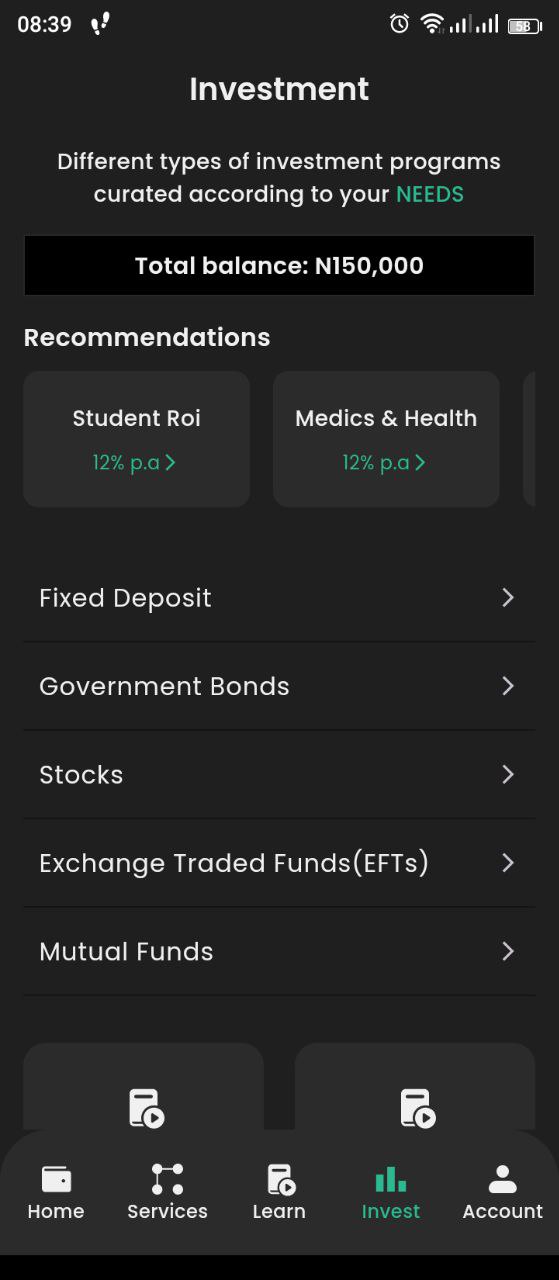 08:39
58
Investment
Different types of investment programs
curated according to your NEEDS
Total balance: N150,000
Recommendations
Student Roi
12% p.a
Medics & Health
12% p.a
Fixed Deposit
Government Bonds
Stocks
Exchange Traded Funds(EFTs)
Mutual Funds
Home
Services
Learn
Invest
Account